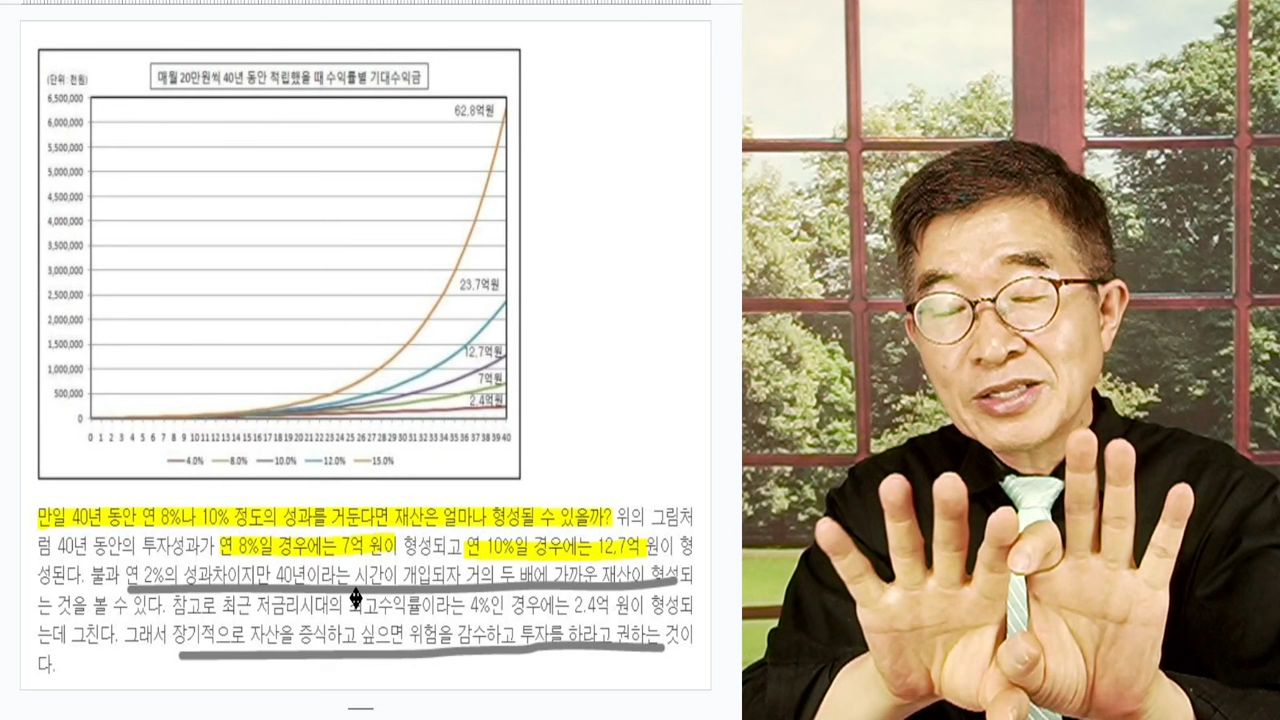 매월 20만원씩 40년 동안 적립했을 때 수익률별 기대수익금
(단위 : 천원)
6,500,000
6,000,000
5,500,000
5,000,000
4,500,000
4,000,000
3,500,000
3,000,000
2,500,000
2,000,000
1,500,000
1,000,000
500,000
0
62.8억원
23.7억원
12.7억원
7억원
2.4억원
0 1 2 3 4 5 6 7 8 9 10 11 12 13 14 15 16 17 18 19 20 21 22 23 24 25 26 27 28 29 30 31 32 33 34 35 36 37 38 39 40
4.0% 8.0% 10.0% 12.0% 15.0%
만일 40년 동안 연 8%나 10% 정도의 성과를 거둔다면 재산은 얼마나 형성될 수 있을까? 위의 그림처
럼 40년 동안의 투자성과가 연 8%일 경우에는 7억 원이 형성되고 연 10%일 경우에는 12.7억 원이 형
성된다. 불과 연 2%의 성과차이지만 40년이라는 시간이 개입되자 거의 두 배에 가까운 재산이 형성되
는 것을 볼 수 있다. 참고로 최근 저금리시대의 최고수익률이라는 4%인 경우에는 2.4억 원이 형성되
는데 그친다. 그래서 장기적으로 자산을 증식하고 싶으면 위험을 감수하고 투자를 하라고 권하는 것이
다.